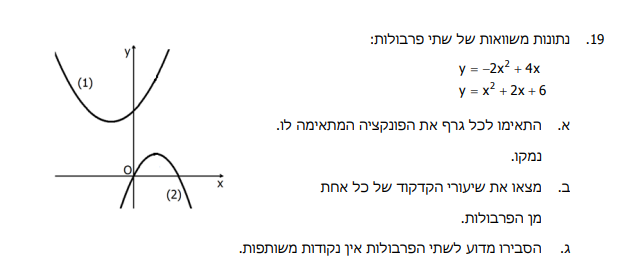 19. נתונות משוואות של שתי פרבולות:
y = −2x² + 4x
y = x² + 2x + 6
א. התאימו לכל גרף את הפונקציה המתאימה לו.
נמקו.
ב. מצאו את שיעורי הקדקוד של כל אחת
מן הפרבולות.
ג. הסבירו מדוע לשתי הפרבולות אין נקודות משותפות.
y
(1)
O
x
(2)